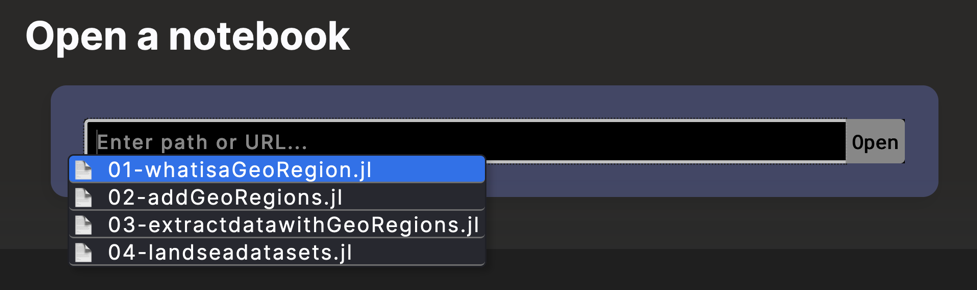 Open a notebook
Enter path or URL...
Open
01-whatisaGeoRegion.jl
02-addGeoRegions.jl
03-extractdatawithGeoRegions.jl
04-landseadatasets.jl